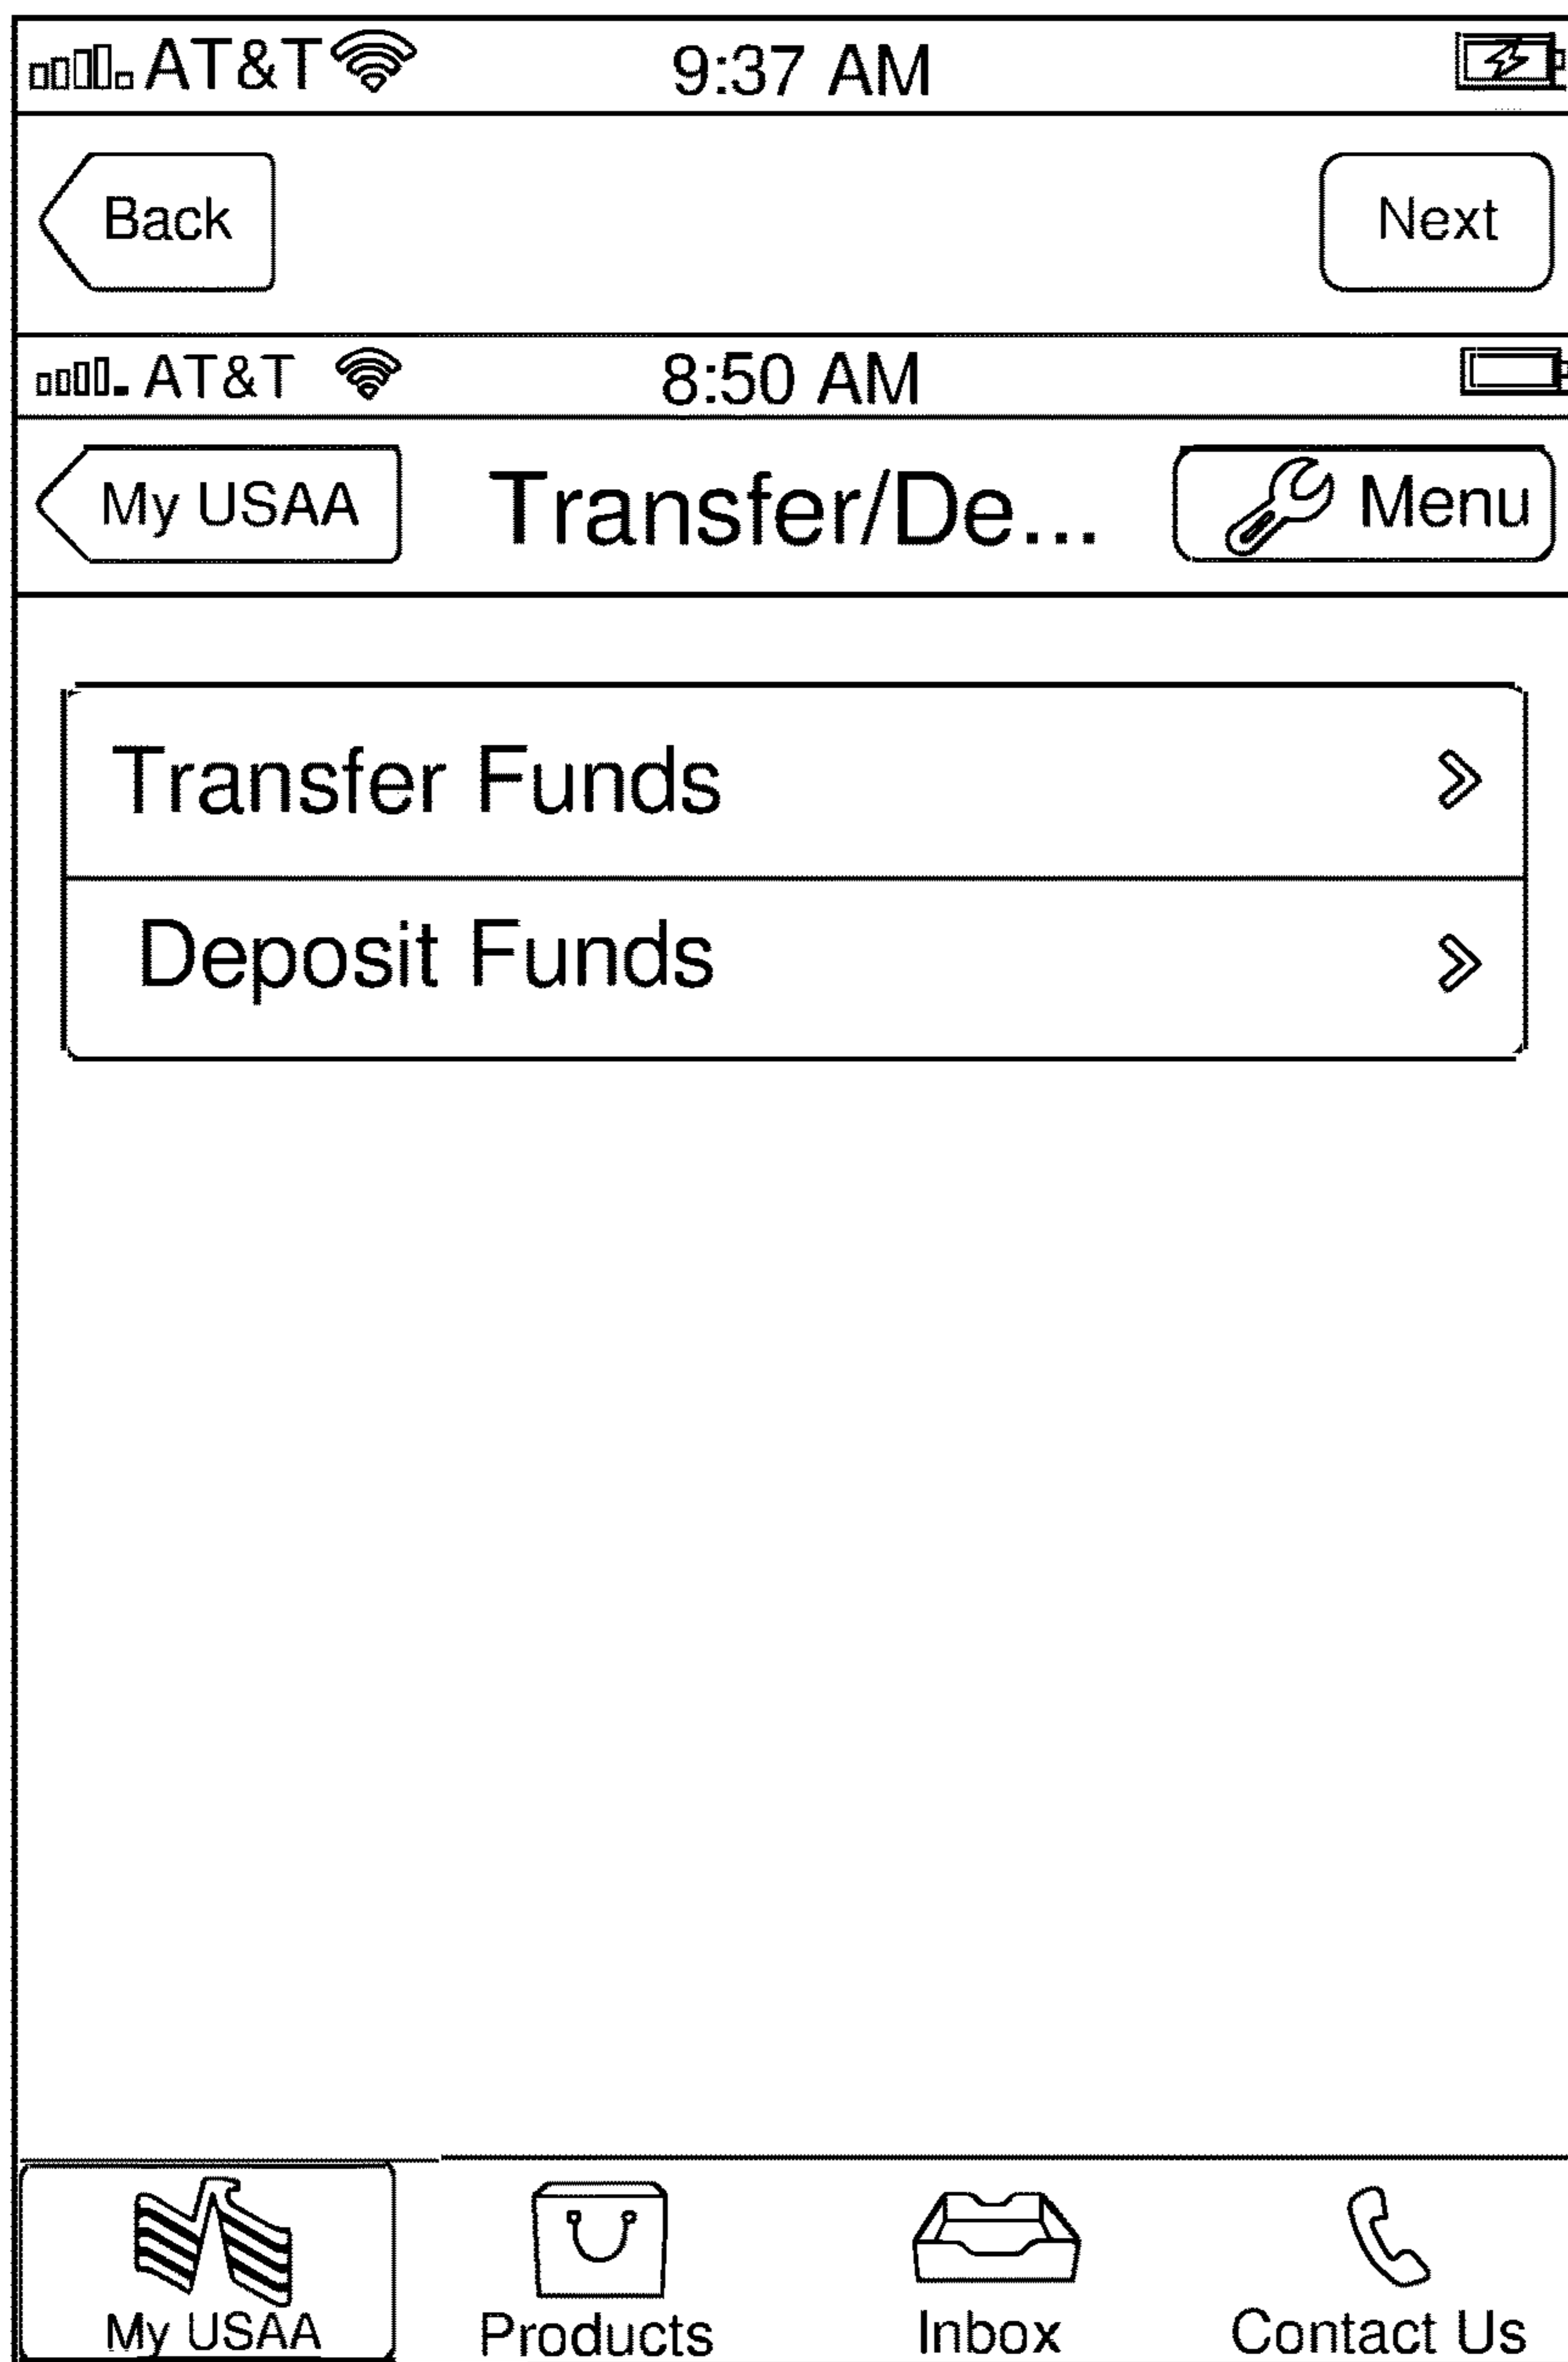 AT&T 9:37 AM
Back Next
AT&T 8:50 AM
My USAA Transfer/De... Menu
Transfer Funds
Deposit Funds
My USAA Products Inbox Contact Us